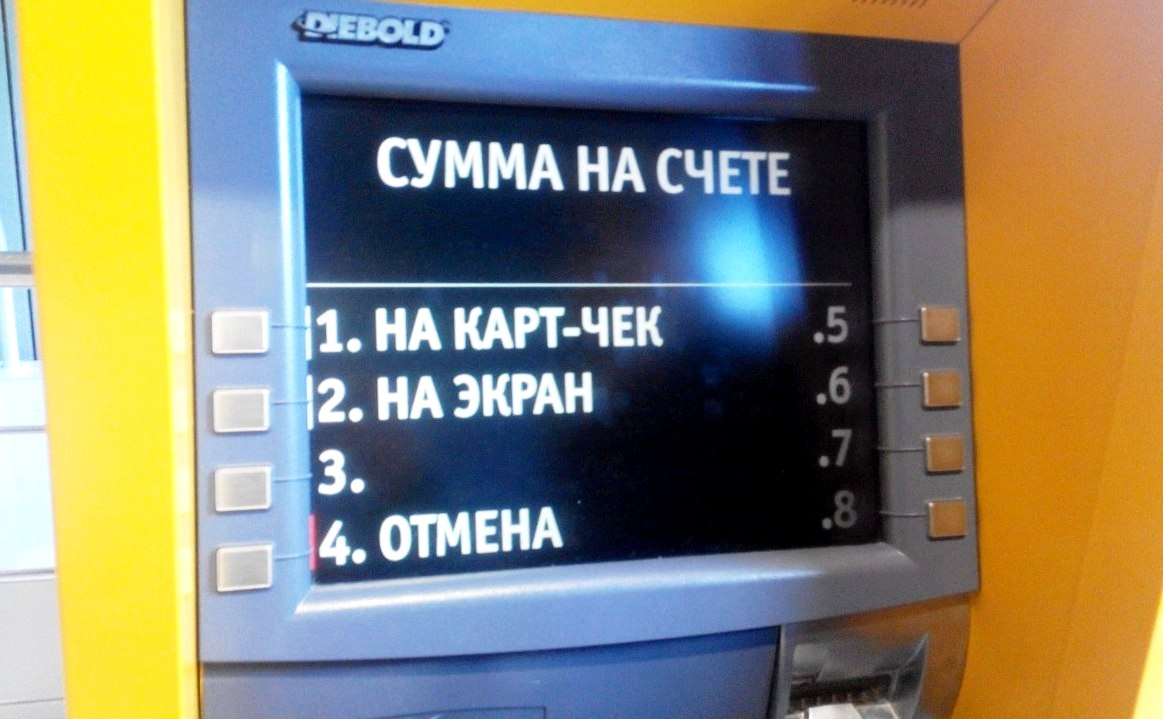 DIEBOLD
СУММА НА СЧЕТЕ
1. НА КАРТ-ЧЕК .5
2. НА ЭКРАН .6
3. .7
4. ОТМЕНА .8